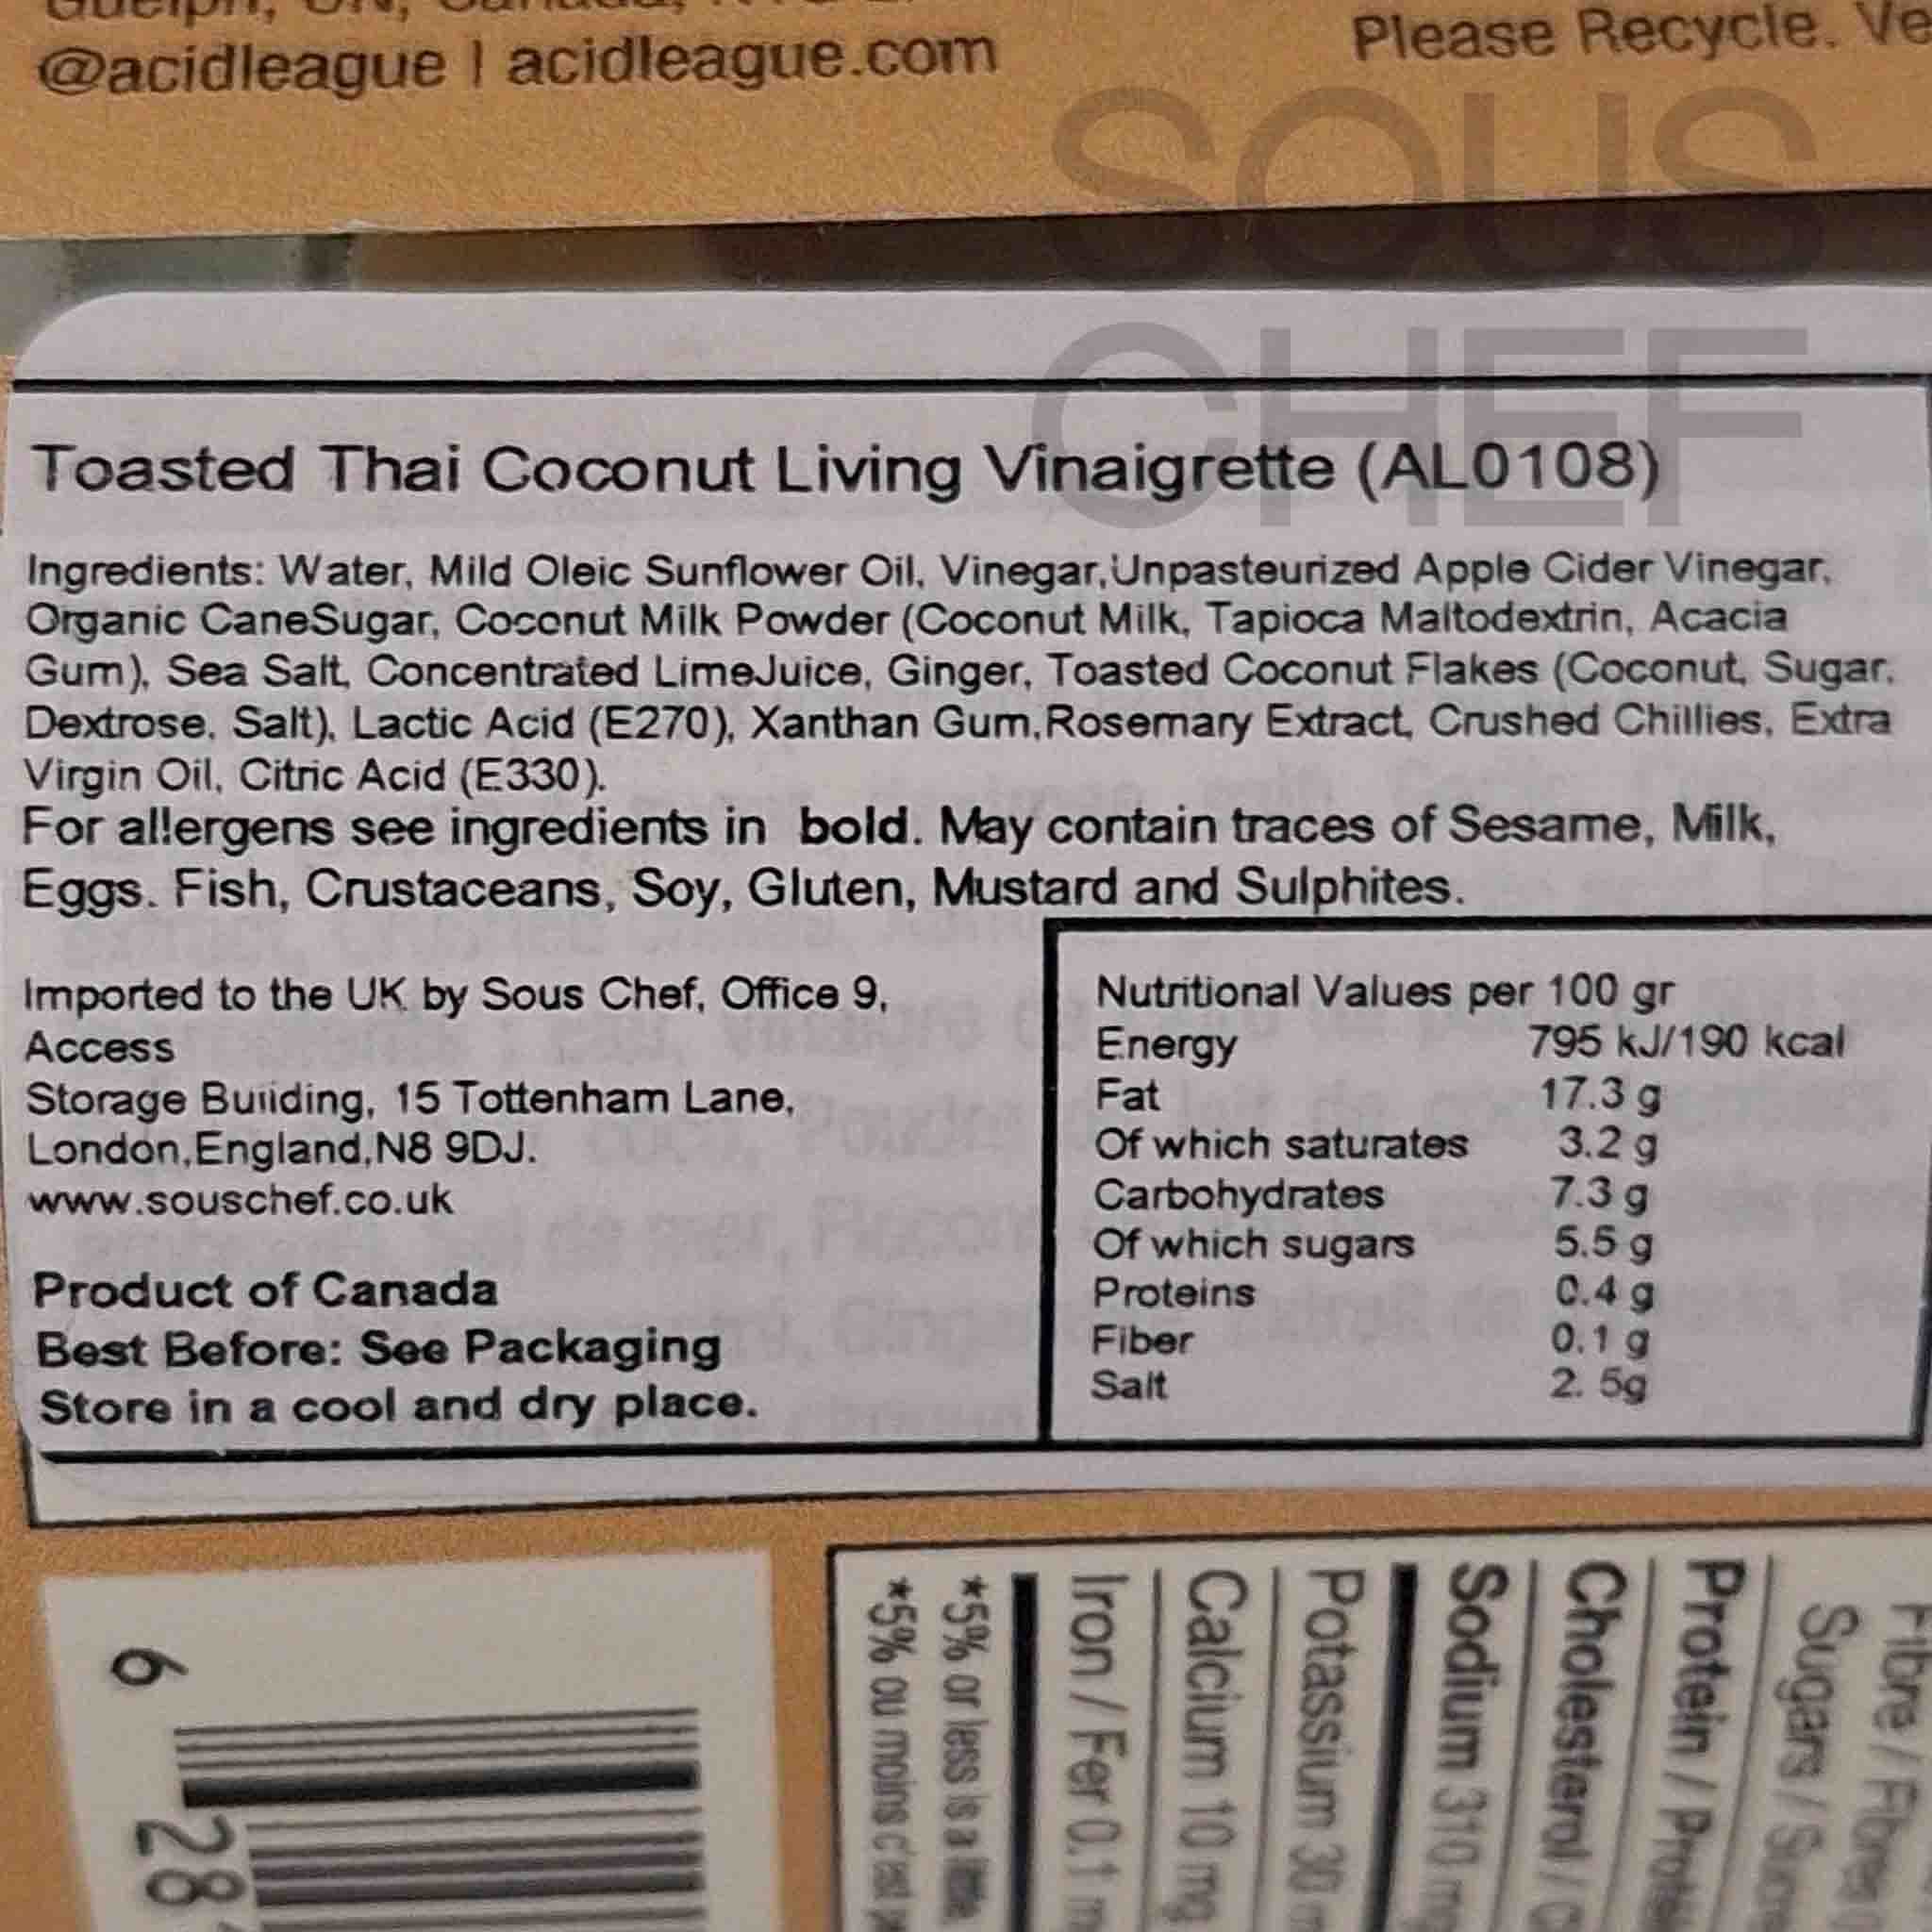 @acidleague | acidleague.com
Please Recycle.
SOUS
CHEF
Toasted Thai Coconut Living Vinaigrette (AL0108)
Ingredients: Water, Mild Oleic Sunflower Oil, Vinegar,Unpasteurized Apple Cider Vinegar,
Organic CaneSugar, Coconut Milk Powder (Coconut Milk, Tapioca Maltodextrin, Acacia
Gum), Sea Salt, Concentrated LimeJuice, Ginger, Toasted Coconut Flakes (Coconut, Sugar,
Dextrose, Salt), Lactic Acid (E270), Xanthan Gum,Rosemary Extract, Crushed Chillies, Extra
Virgin Oil, Citric Acid (E330).
For allergens see ingredients in bold. May contain traces of Sesame, Milk,
Eggs. Fish, Crustaceans, Soy, Gluten, Mustard and Sulphites.
Imported to the UK by Sous Chef, Office 9,
Access
Storage Building, 15 Tottenham Lane,
London,England,N8 9DJ.
www.souschef.co.uk
Product of Canada
Best Before: See Packaging
Store in a cool and dry place.
Nutritional Values per 100 gr
Energy 795 kJ/190 kcal
Fat 17.3 g
Of which saturates 3.2 g
Carbohydrates 7.3 g
Of which sugars 5.5 g
Proteins 0.4 g
Fiber 0.1 g
Salt 2. 5g
6 28
Fibre /
Sugars /
Protein /
Cholesterol /
Sodium 310
Potassium 30
Calcium 10 mg
Iron / Fer 0.1
*5% or less is a
*5% ou moins c'est